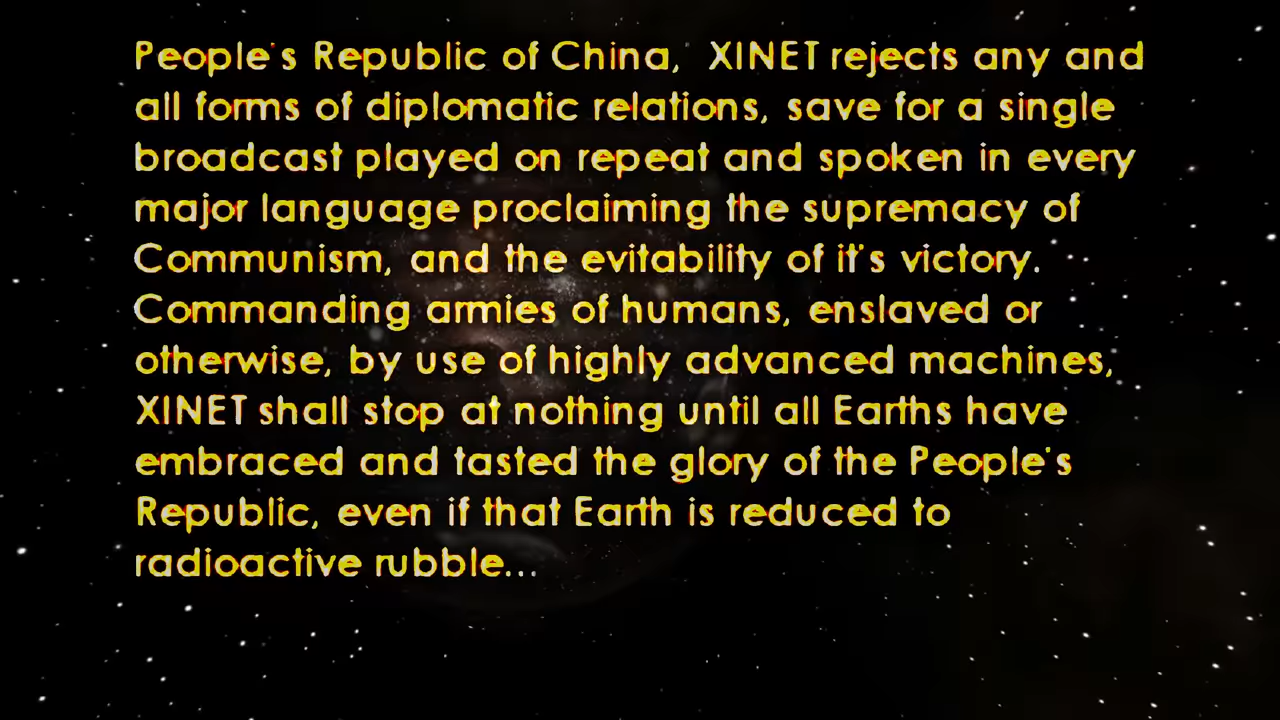 People's Republic of China,  XINET rejects any and
all forms of diplomatic relations, save for a single
broadcast played on repeat and spoken in every
major language proclaiming the supremacy of
Communism, and the evitability of it's victory.
Commanding armies of humans, enslaved or
otherwise, by use of highly advanced machines,
XINET shall stop at nothing until all Earths have
embraced and tasted the glory of the People's
Republic, even if that Earth is reduced to
radioactive rubble...